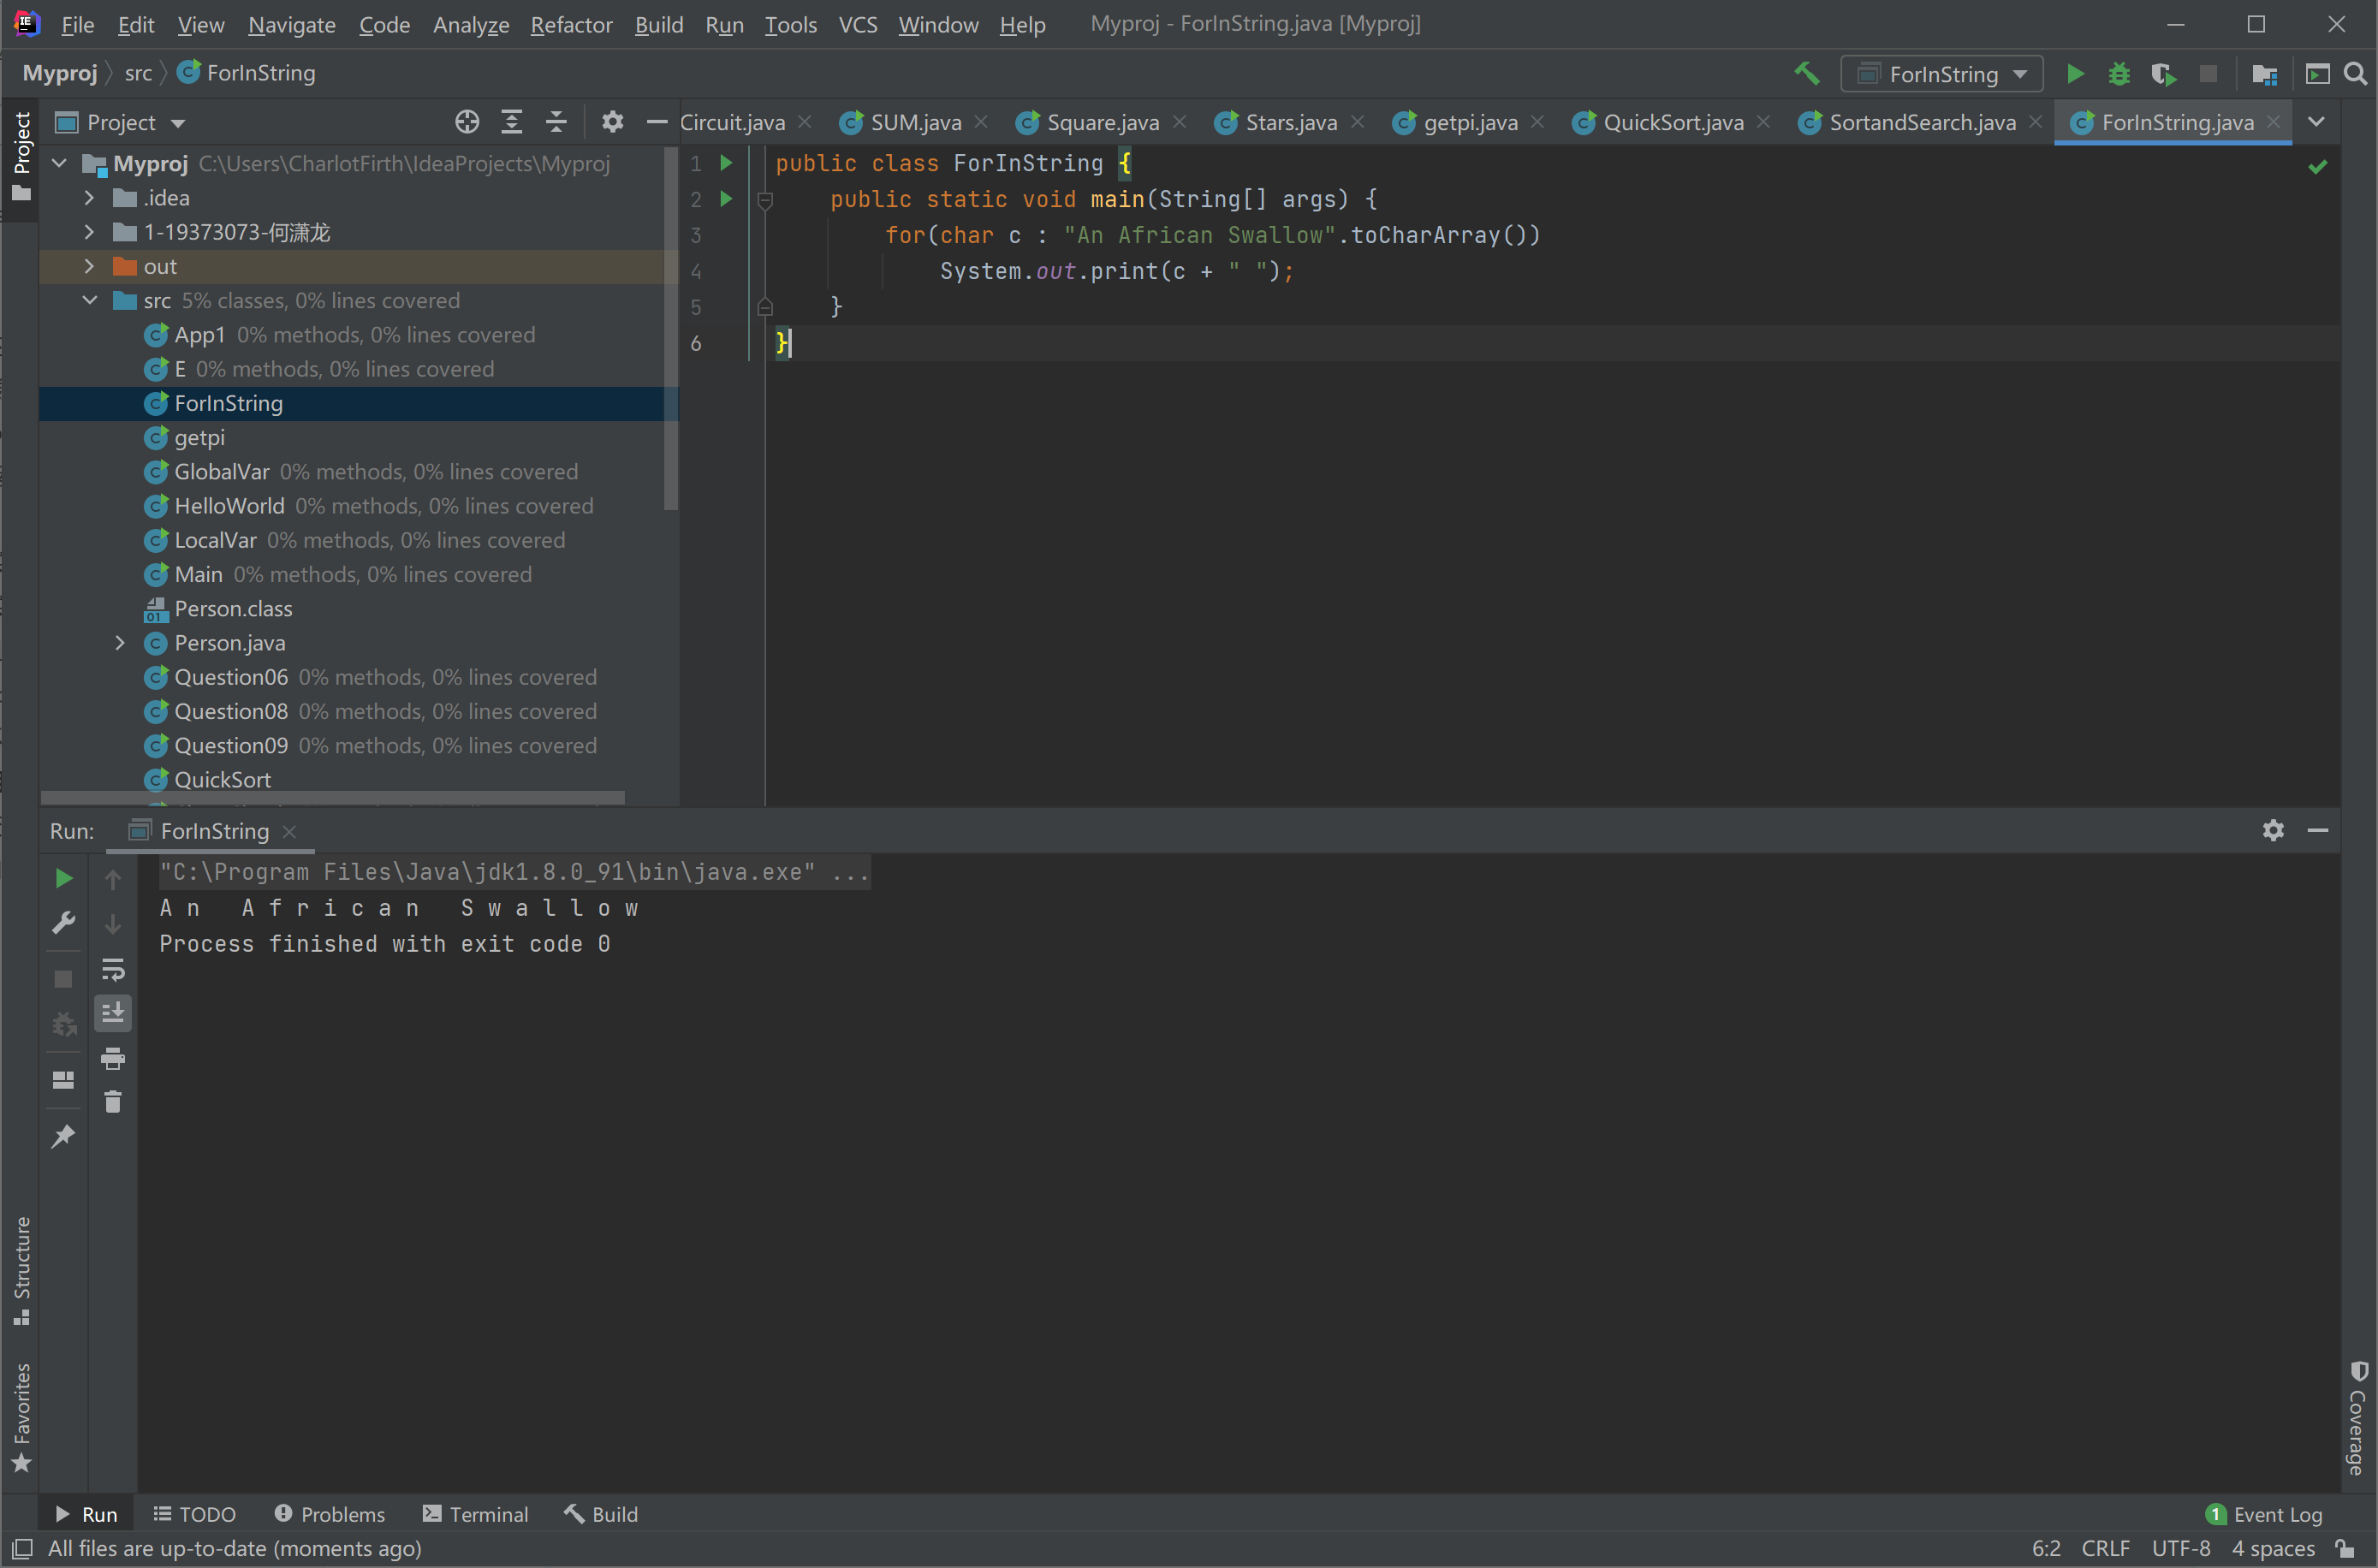 File Edit View Navigate Code Analyze Refactor Build Run Tools VCS Window Help Myproj - ForInString.java [Myproj]
Myproj src ForInString
ForInString
Project
Project
Circuit.java SUM.java Square.java Stars.java getpi.java QuickSort.java SortandSearch.java ForInString.java
Myproj C:\Users\CharlotFirth\IdeaProjects\Myproj
.idea
1-19373073-何潇龙
out
src 5% classes, 0% lines covered
App1 0% methods, 0% lines covered
E 0% methods, 0% lines covered
ForInString
getpi
GlobalVar 0% methods, 0% lines covered
HelloWorld 0% methods, 0% lines covered
LocalVar 0% methods, 0% lines covered
Main 0% methods, 0% lines covered
Person.class
Person.java
Question06 0% methods, 0% lines covered
Question08 0% methods, 0% lines covered
Question09 0% methods, 0% lines covered
QuickSort
1 public class ForInString {
2 public static void main(String[] args) {
3 for(char c : "An African Swallow".toCharArray())
4 System.out.print(c + " ");
5 }
6 }
Run: ForInString
"C:\Program Files\Java\jdk1.8.0_91\bin\java.exe" ...
A n   A f r i c a n   S w a l l o w
Process finished with exit code 0
Structure
Favorites
Coverage
Run TODO Problems Terminal Build 1 Event Log
All files are up-to-date (moments ago) 6:2 CRLF UTF-8 4 spaces